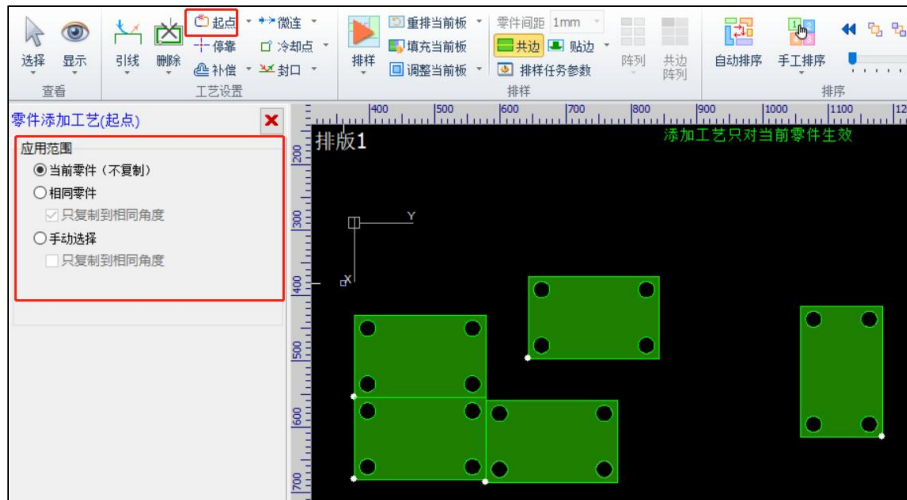 起点 微连 重排当前板 零件间距 1mm
停靠 冷却点 填充当前板 共边 贴边
选择 显示 引线 删除 补偿 封口 排样 调整当前板 排样任务参数 阵列 共边阵列 自动排序 手工排序
查看 工艺设置 排样 排序
零件添加工艺(起点)
400 500 600 700 800 900 1000 1100 12
应用范围
当前零件（不复制）
相同零件
只复制到相同角度
手动选择
只复制到相同角度
排版1
添加工艺只对当前零件生效
200
300
Y
X
400
500
600
700